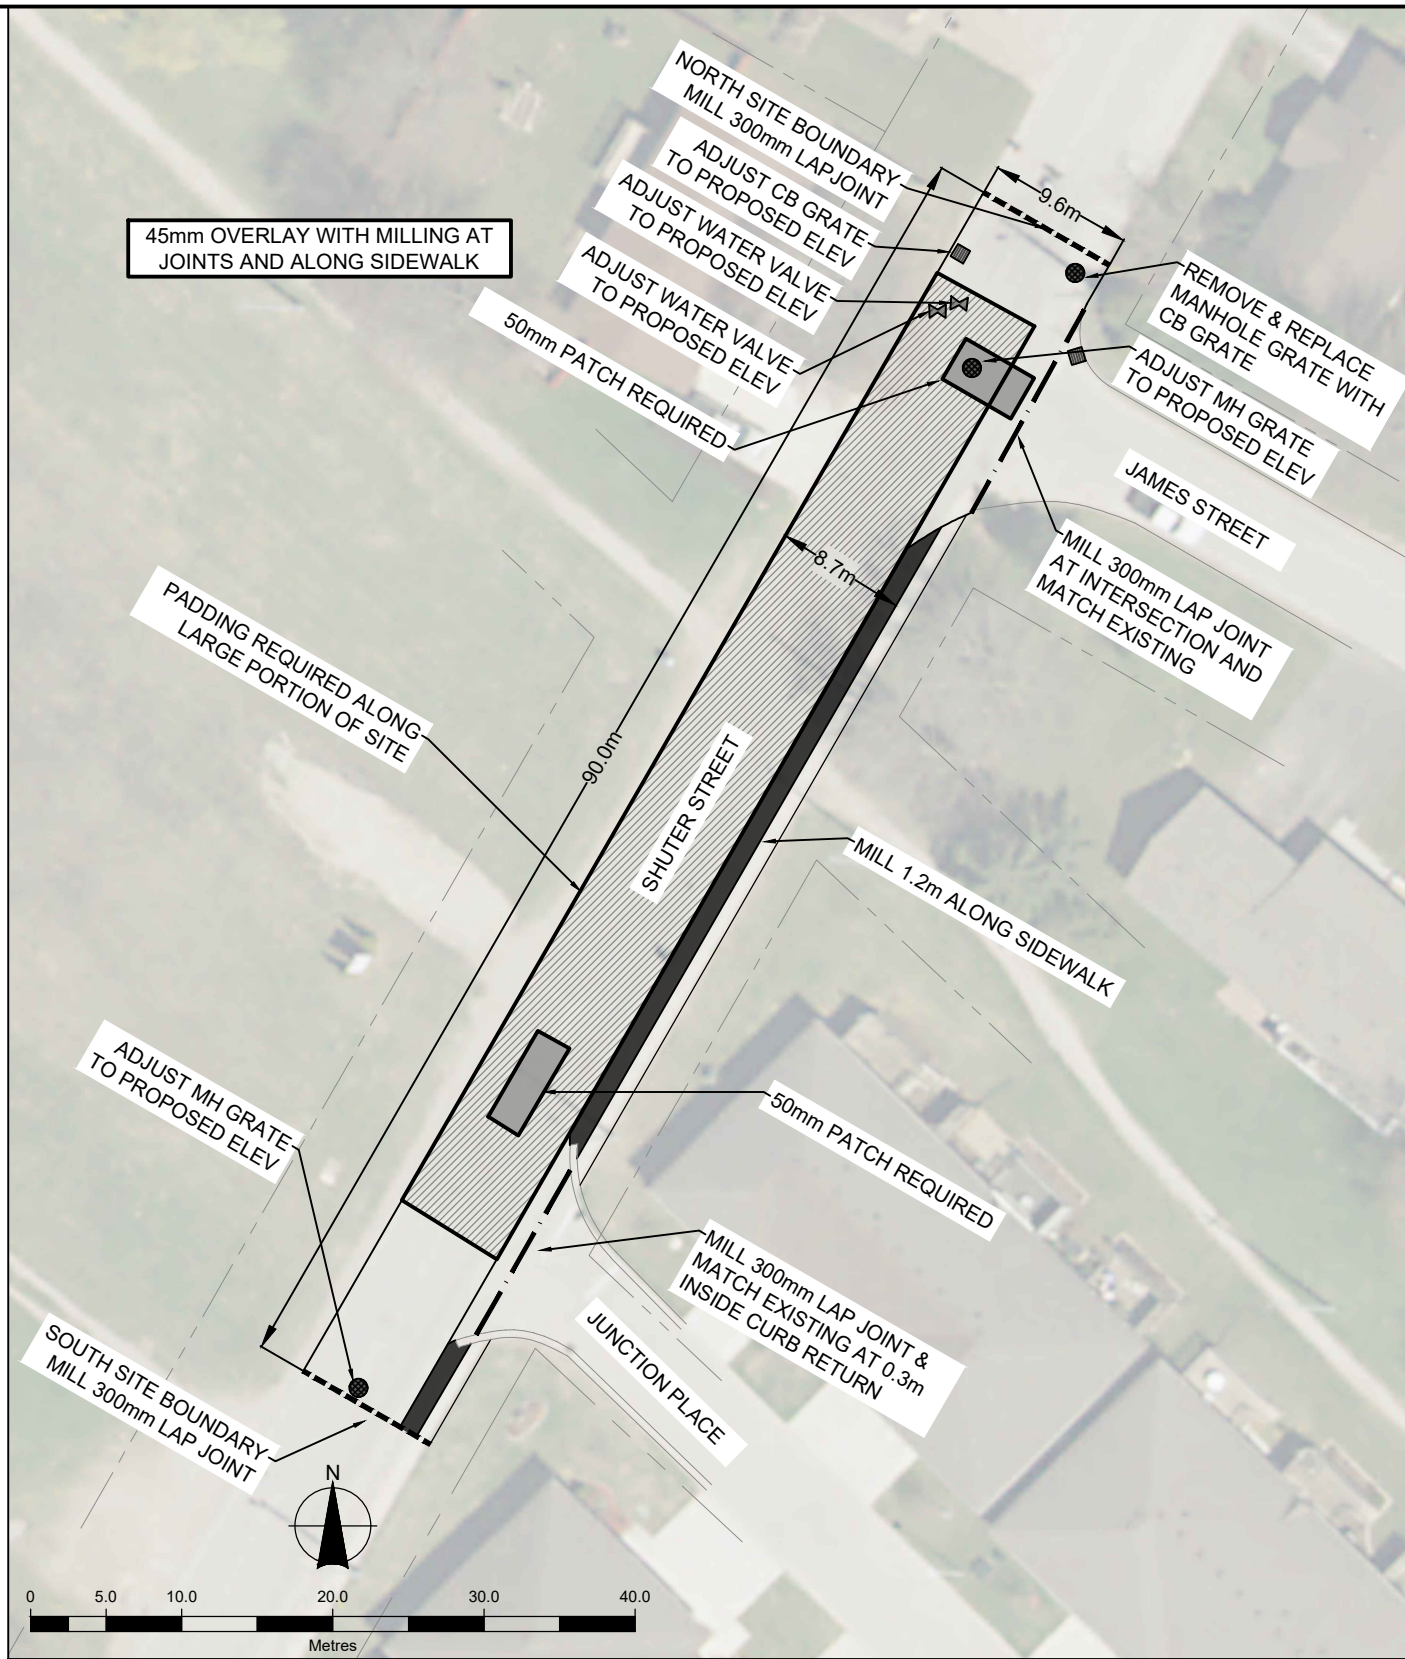 NORTH SITE BOUNDARY
MILL 300mm LAPJOINT
ADJUST CB GRATE
TO PROPOSED ELEV
ADJUST WATER VALVE
TO PROPOSED ELEV
ADJUST WATER VALVE
TO PROPOSED ELEV
50mm PATCH REQUIRED
9.6m
45mm OVERLAY WITH MILLING AT
JOINTS AND ALONG SIDEWALK
REMOVE & REPLACE
MANHOLE GRATE WITH
CB GRATE
ADJUST MH GRATE
TO PROPOSED ELEV
JAMES STREET
MILL 300mm LAP JOINT
AT INTERSECTION AND
MATCH EXISTING
8.7m
PADDING REQUIRED ALONG
LARGE PORTION OF SITE
90.0m
SHUTER STREET
MILL 1.2m ALONG SIDEWALK
ADJUST MH GRATE
TO PROPOSED ELEV
50mm PATCH REQUIRED
MILL 300mm LAP JOINT &
MATCH EXISTING AT 0.3m
INSIDE CURB RETURN
JUNCTION PLACE
SOUTH SITE BOUNDARY
MILL 300mm LAP JOINT
N
0 5.0 10.0 20.0 30.0 40.0
Metres